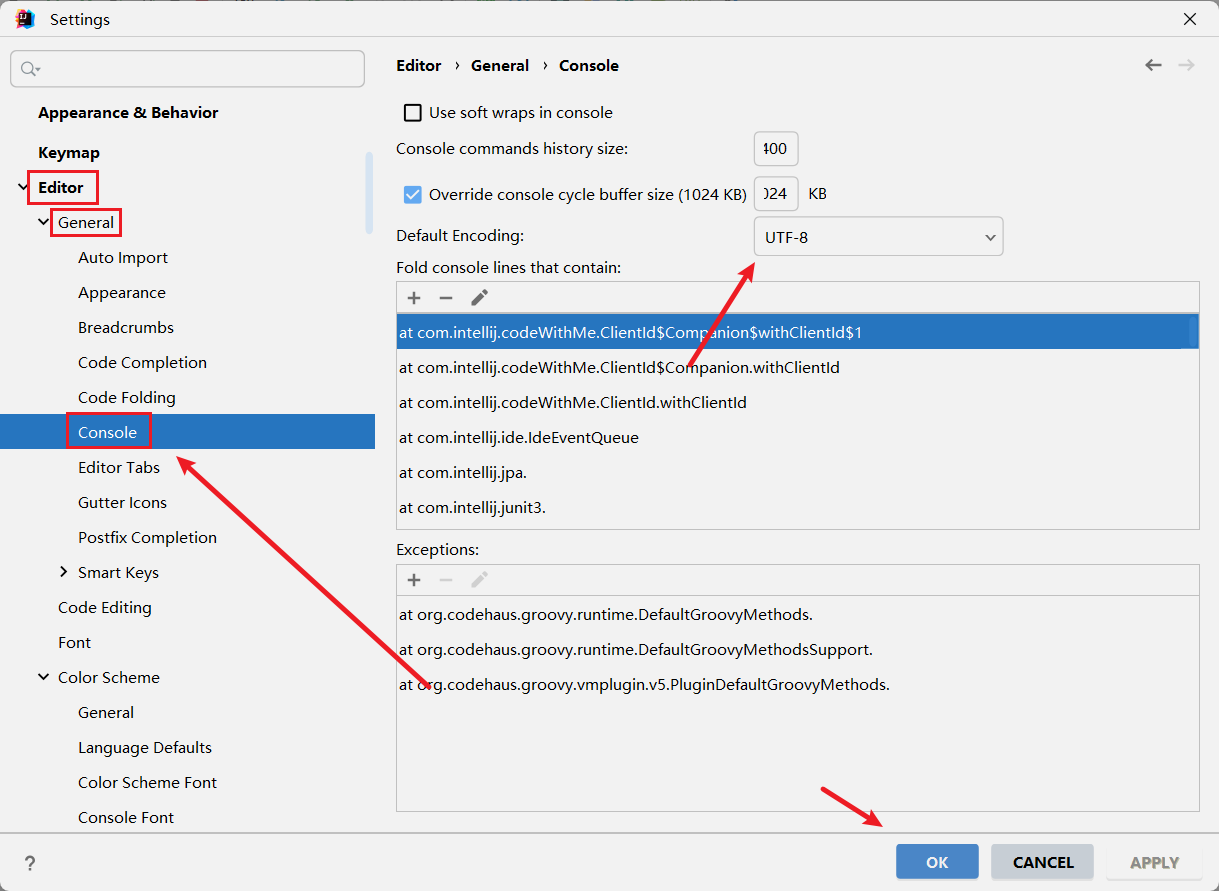 Settings
Editor › General › Console
Appearance & Behavior
Keymap
Editor
General
Auto Import
Appearance
Breadcrumbs
Code Completion
Code Folding
Console
Editor Tabs
Gutter Icons
Postfix Completion
Smart Keys
Code Editing
Font
Color Scheme
General
Language Defaults
Color Scheme Font
Console Font
Use soft wraps in console
Console commands history size:
Override console cycle buffer size (1024 KB) KB
Default Encoding: UTF-8
Fold console lines that contain:
at com.intellij.codeWithMe.ClientId$Companion$withClientId$1
at com.intellij.codeWithMe.ClientId$Companion.withClientId
at com.intellij.codeWithMe.ClientId.withClientId
at com.intellij.ide.IdeEventQueue
at com.intellij.jpa.
at com.intellij.junit3.
Exceptions:
at org.codehaus.groovy.runtime.DefaultGroovyMethods.
at org.codehaus.groovy.runtime.DefaultGroovyMethodsSupport.
at org.codehaus.groovy.vmplugin.v5.PluginDefaultGroovyMethods.
?
OK CANCEL APPLY